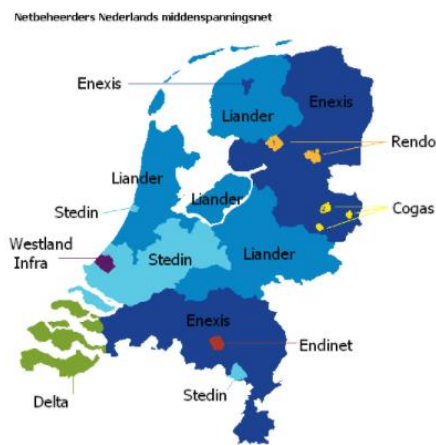 Netbeheerders Nederlands middenspanningsnet
Enexis
Enexis
Liander
Rendo
Liander
Liander
Stedin
Cogas
Westland
Infra
Stedin
Liander
Enexis
Endinet
Stedin
Delta